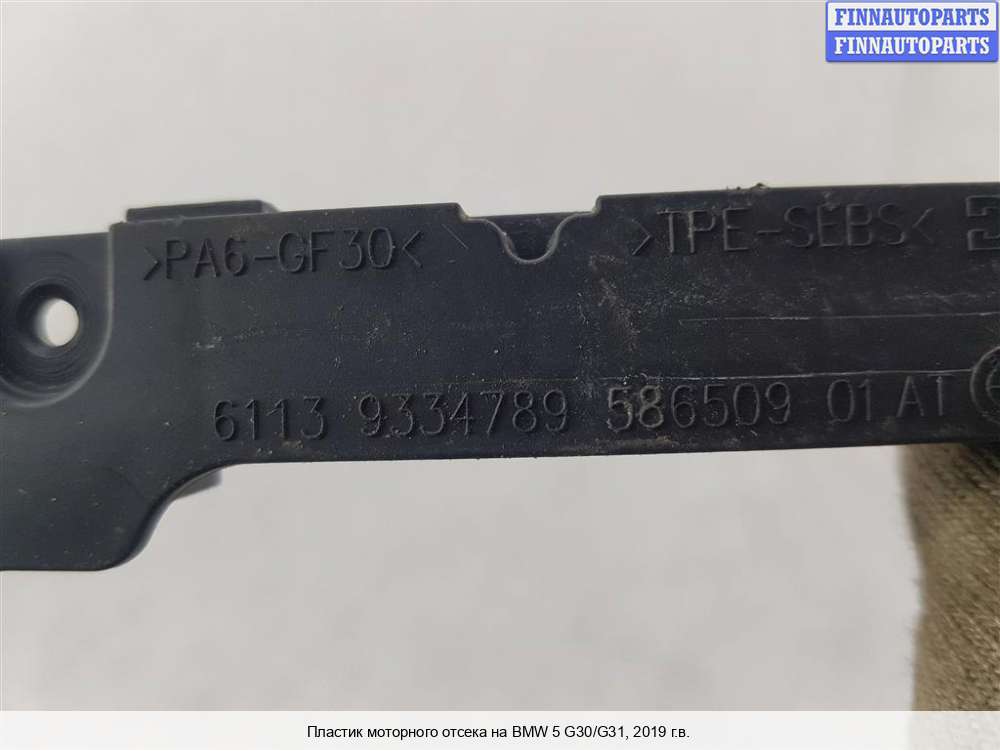 FINNAUTOPARTS
FINNAUTOPARTS
>PA6-GF30<
>TPE-SEBS<
6113 9334789 586509 01 A1
Пластик моторного отсека на BMW 5 G30/G31, 2019 г.в.